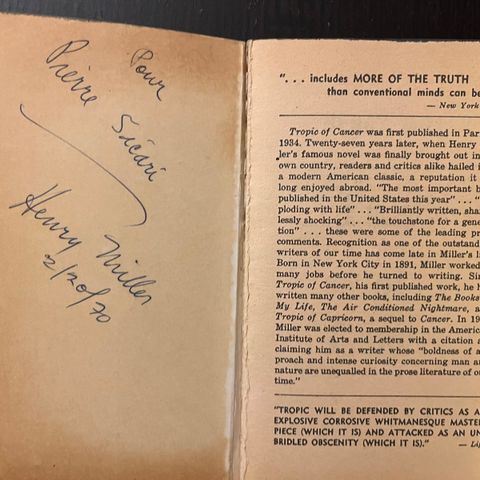 Pour
Pierre Sicari
Henry Miller
2/20/70
". . . includes MORE OF THE TRUTH
than conventional minds can be
— New York
Tropic of Cancer was first published in Par
1934. Twenty-seven years later, when Henry
ler's famous novel was finally brought out in
own country, readers and critics alike hailed i
a modern American classic, a reputation it
long enjoyed abroad. "The most important b
published in the United States this year" . . . "
ploding with life" . . . "Brilliantly written, sha
lessly shocking" . . . "the touchstone for a gene
tion" . . . these were some of the leading pr
comments. Recognition as one of the outstand
writers of our time has come late in Miller's li
Born in New York City in 1891, Miller worked
many jobs before he turned to writing. Sin
Tropic of Cancer, his first published work, he h
written many other books, including The Books
My Life, The Air Conditioned Nightmare, a
Tropic of Capricorn, a sequel to Cancer. In 19
Miller was elected to membership in the America
Institute of Arts and Letters with a citation a
claiming him as a writer whose "boldness of a
proach and intense curiosity concerning man an
nature are unequalled in the prose literature of ou
time."
"TROPIC WILL BE DEFENDED BY CRITICS AS A
EXPLOSIVE CORROSIVE WHITMANESQUE MASTE
PIECE (WHICH IT IS) AND ATTACKED AS AN UN
BRIDLED OBSCENITY (WHICH IT IS)." — Li